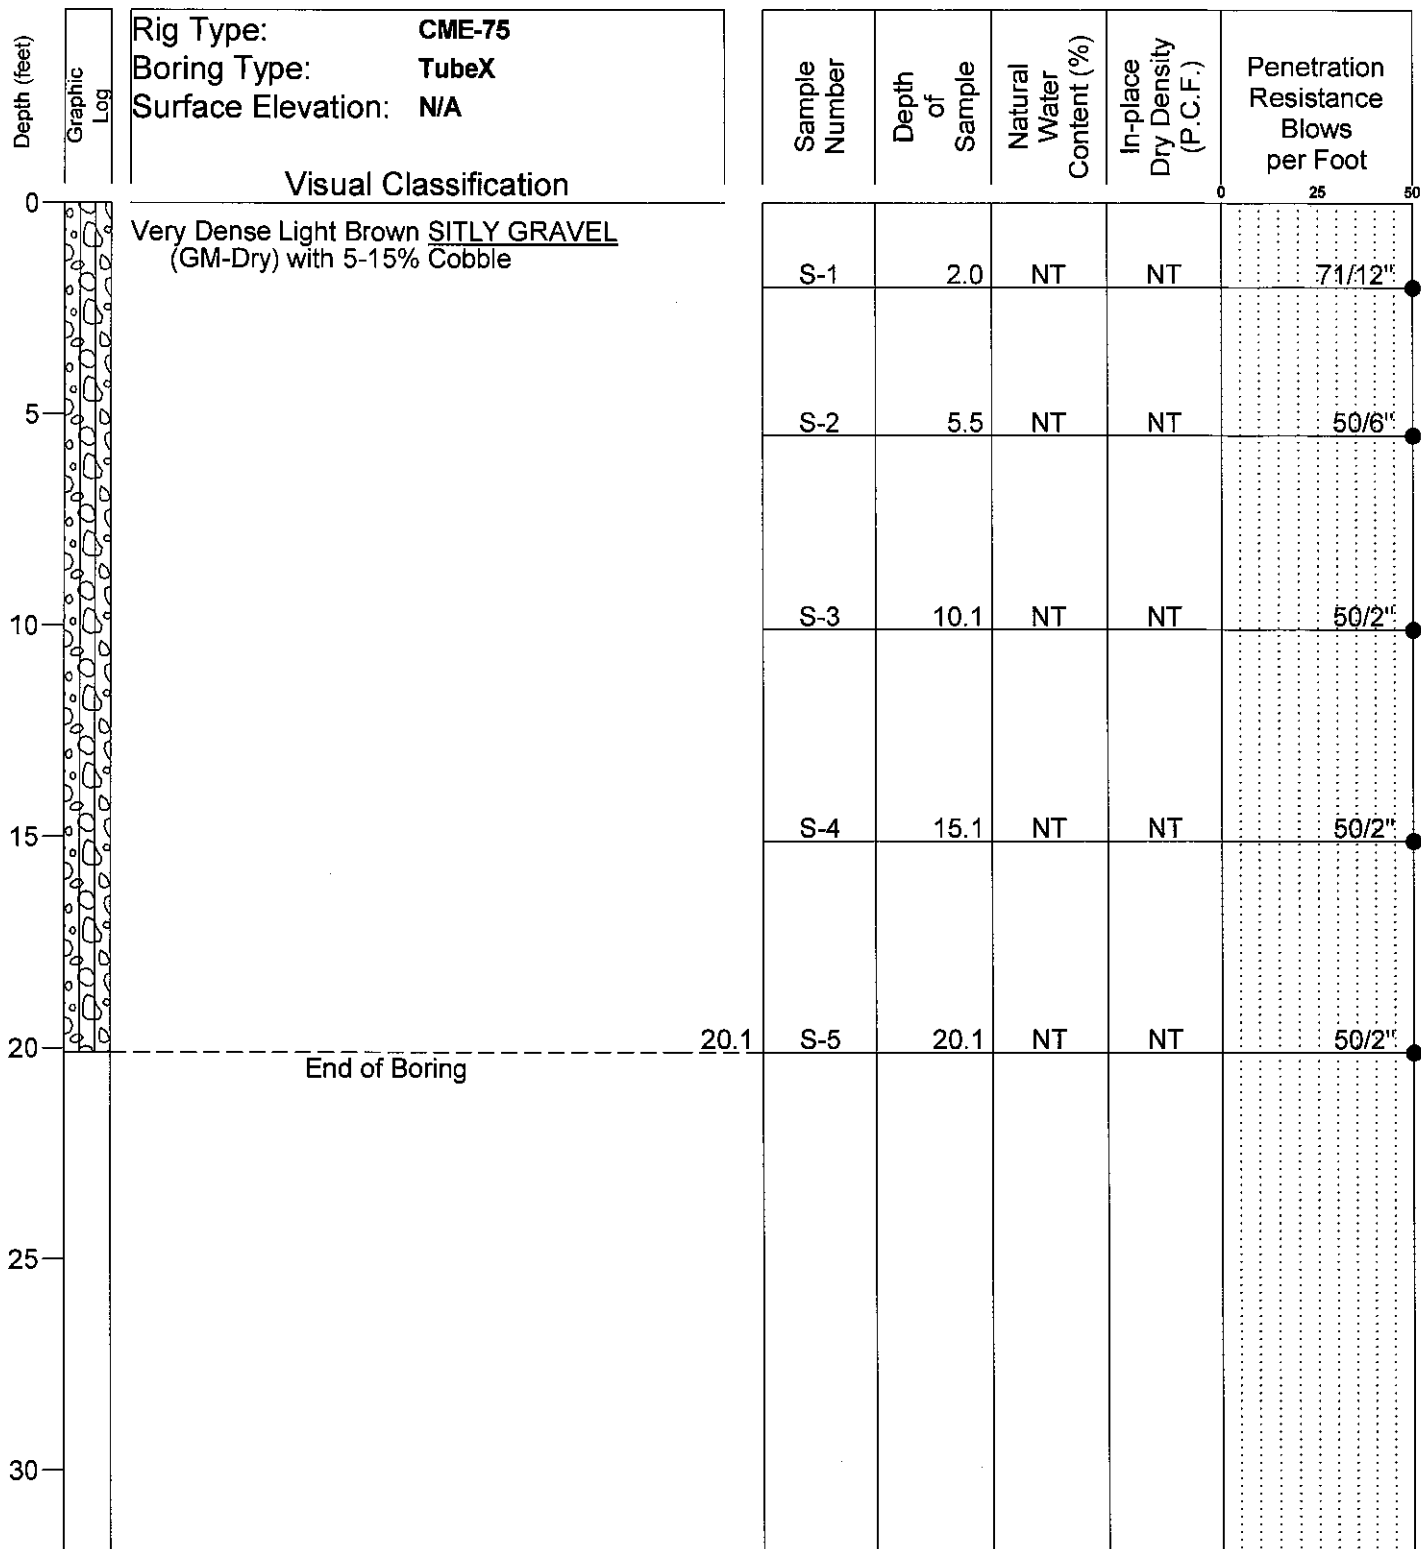 Depth (feet)
Graphic
Log
Rig Type: CME-75
Boring Type: TubeX
Surface Elevation: N/A
Visual Classification
Sample
Number
Depth
of
Sample
Natural
Water
Content (%)
In-place
Dry Density
(P.C.F.)
Penetration
Resistance
Blows
per Foot
0 25 50
0
Very Dense Light Brown SITLY GRAVEL
(GM-Dry) with 5-15% Cobble
S-1 2.0 NT NT 71/12"
5
S-2 5.5 NT NT 50/6"
10
S-3 10.1 NT NT 50/2"
15
S-4 15.1 NT NT 50/2"
20
20.1 S-5 20.1 NT NT 50/2"
End of Boring
25
30